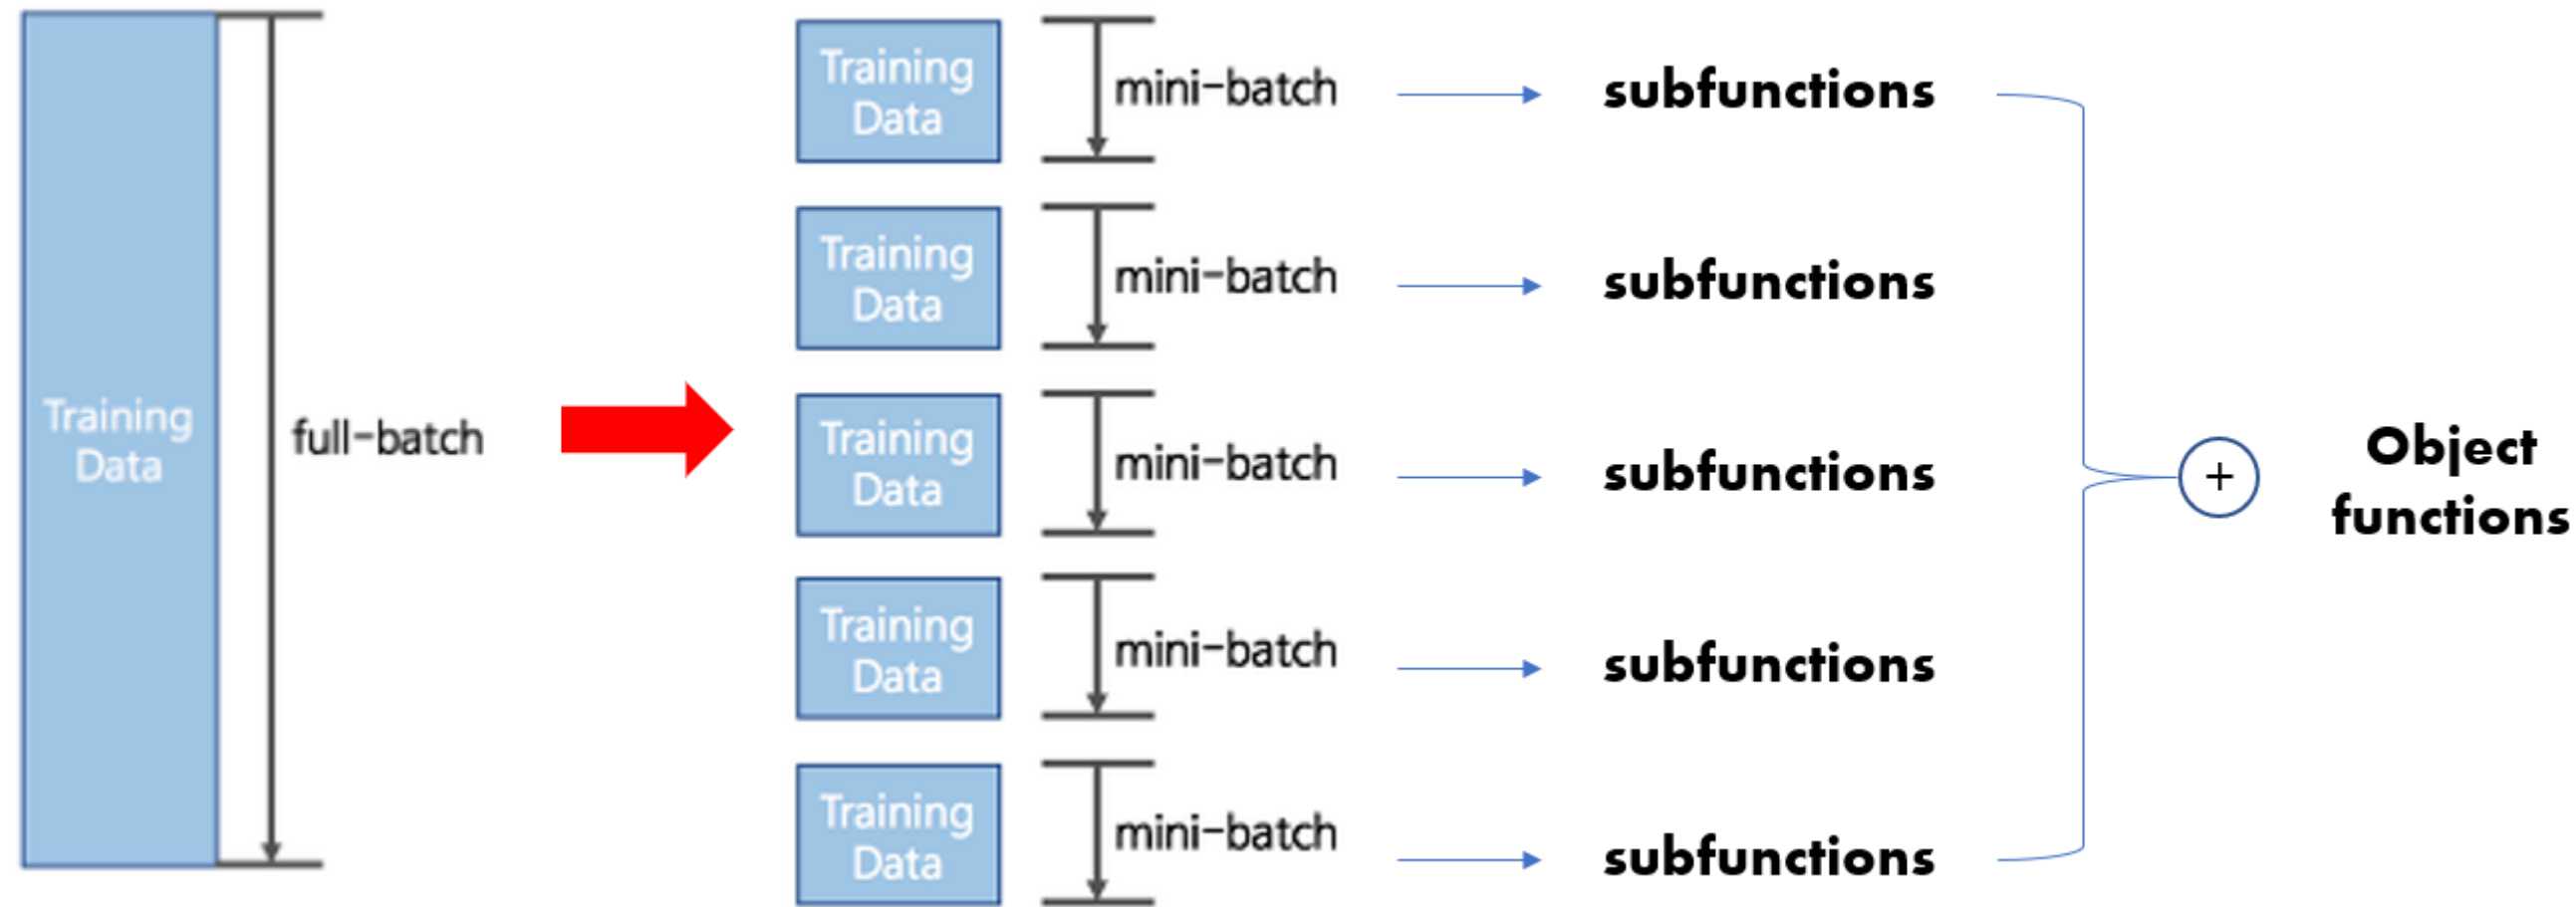 Training
Data
full-batch
Training
Data
mini-batch
subfunctions
Training
Data
mini-batch
subfunctions
Training
Data
mini-batch
subfunctions
Training
Data
mini-batch
subfunctions
Training
Data
mini-batch
subfunctions
+
Object
functions